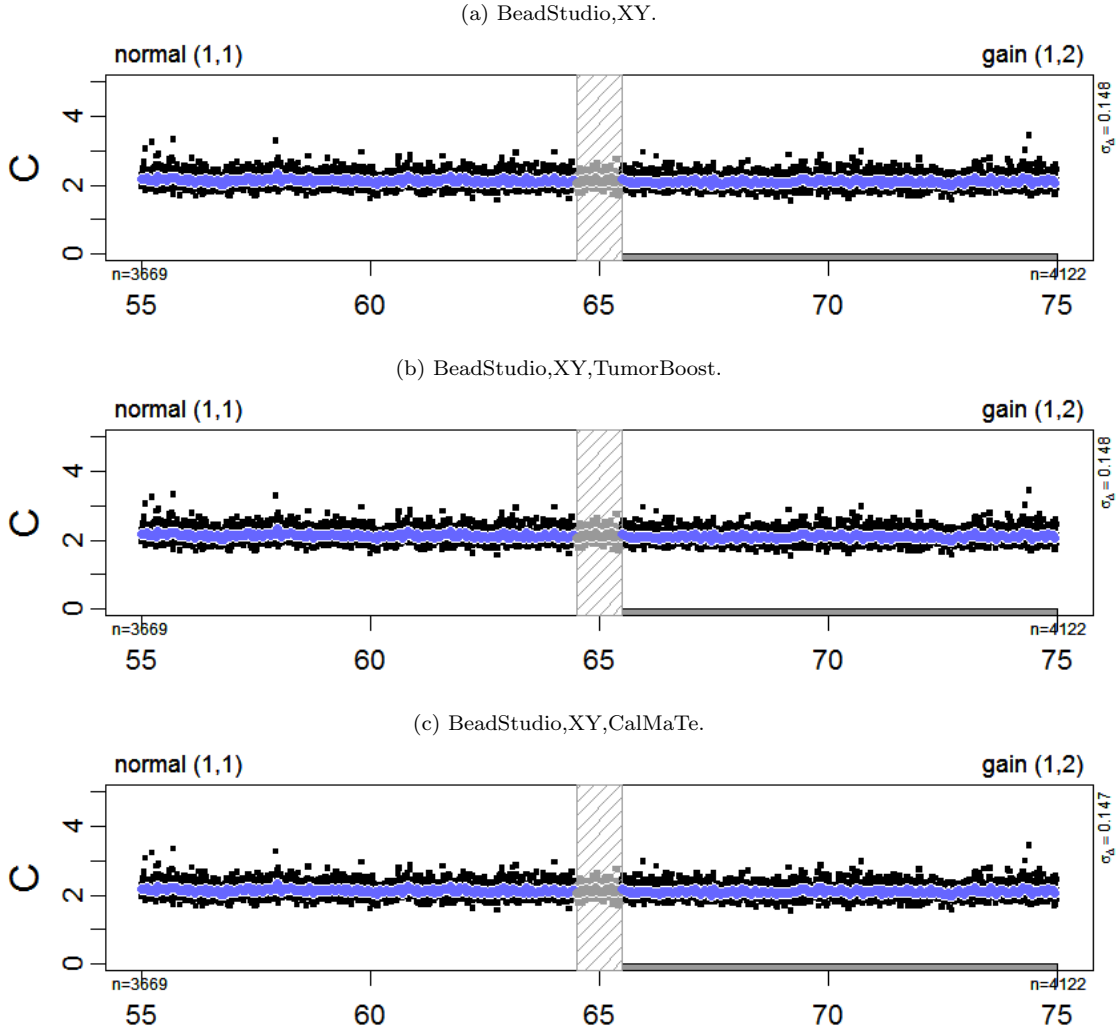 (a) BeadStudio,XY.
normal (1,1) gain (1,2)
C
4
2
0
σΔ = 0.148
n=3669 n=4122
55 60 65 70 75
(b) BeadStudio,XY,TumorBoost.
normal (1,1) gain (1,2)
C
4
2
0
σΔ = 0.148
n=3669 n=4122
55 60 65 70 75
(c) BeadStudio,XY,CalMaTe.
normal (1,1) gain (1,2)
C
4
2
0
σΔ = 0.147
n=3669 n=4122
55 60 65 70 75